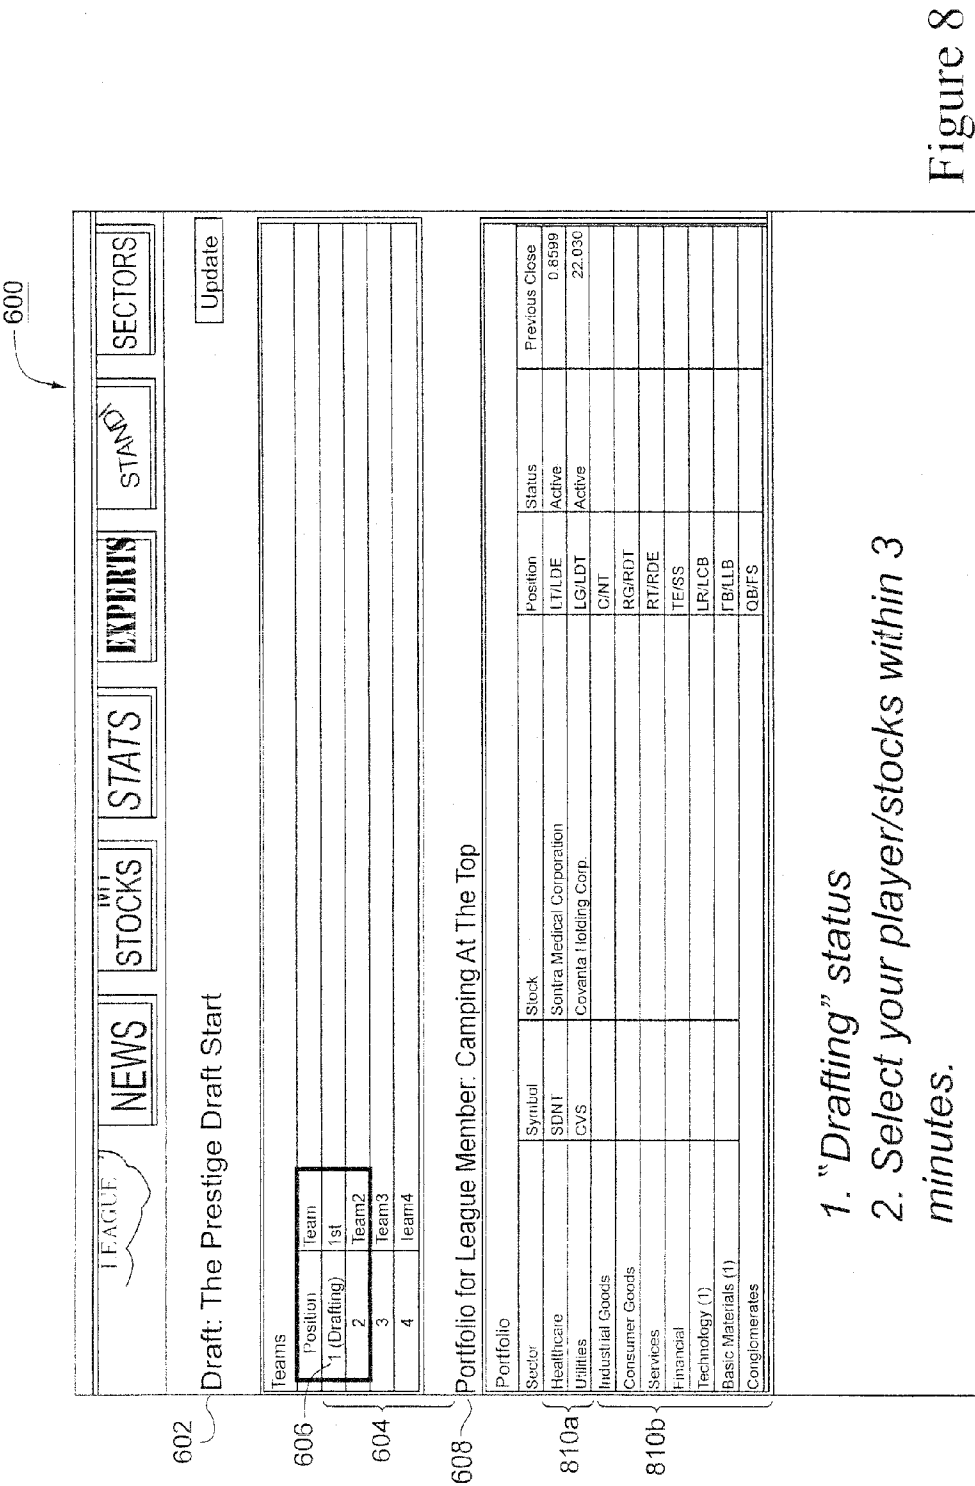 600
LEAGUE NEWS MY STOCKS STATS EXPERTS STANDI SECTORS
602 Draft: The Prestige Draft Start Update
Teams
606 Position Team
1 (Drafting) 1st
2 Team2
604 3 Team3
4 Team4
608 Portfolio for League Member: Camping At The Top
Portfolio
Sector Symbol Stock Position Status Previous Close
810a Healthcare SDNT Sontra Medical Corporation LT/LDE Active 0.8599
Utilities CVS Covanta Holding Corp. LG/LDT Active 22.030
Industrial Goods C/NT
Consumer Goods RG/RDT
810b Services RT/RDE
Financial TE/SS
Technology (1) LR/LCB
Basic Materials (1) FB/LLB
Conglomerates QB/FS
1. "Drafting" status
2. Select your player/stocks within 3
minutes.
Figure 8